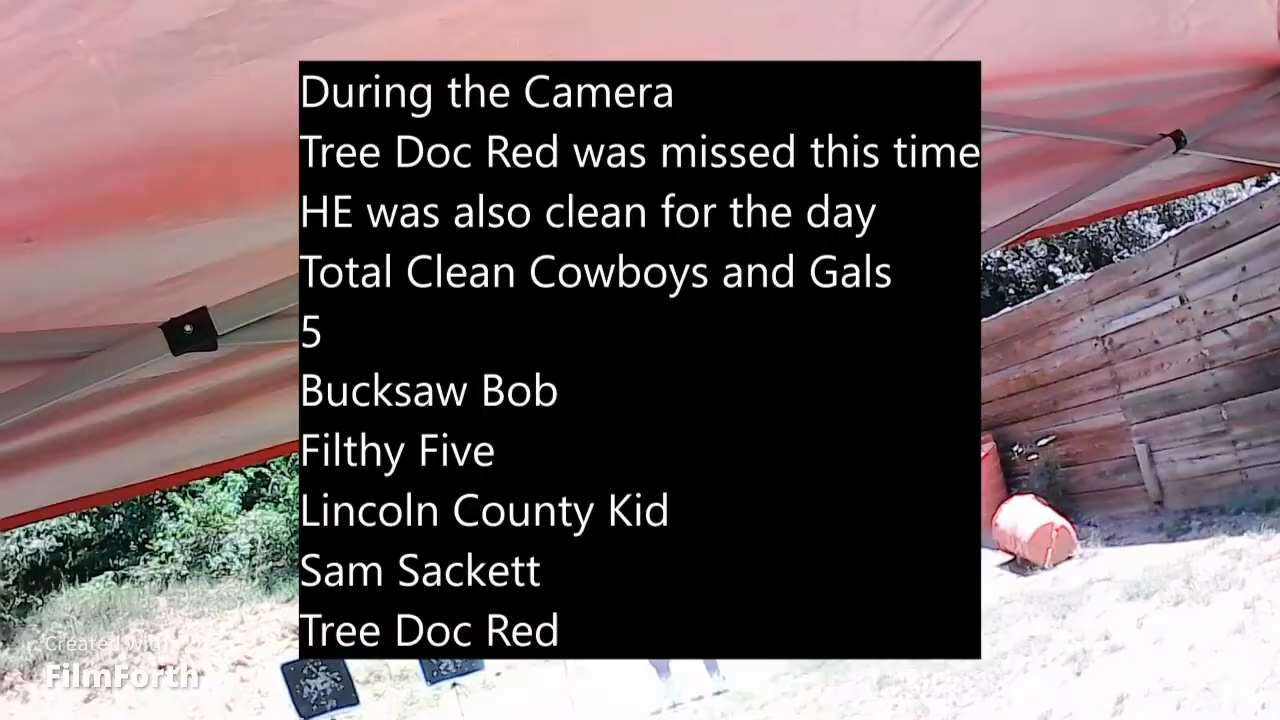 During the Camera
Tree Doc Red was missed this time
HE was also clean for the day
Total Clean Cowboys and Gals
5
Bucksaw Bob
Filthy Five
Lincoln County Kid
Sam Sackett
Tree Doc Red
Created with
FilmForth